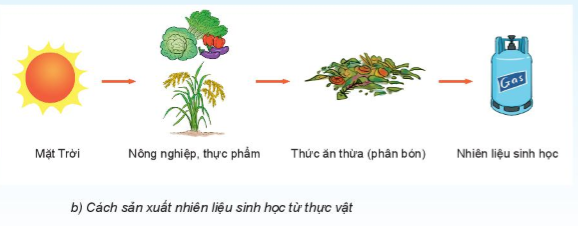 Gas
Mặt Trời
Nông nghiệp, thực phẩm
Thức ăn thừa (phân bón)
Nhiên liệu sinh học
b) Cách sản xuất nhiên liệu sinh học từ thực vật